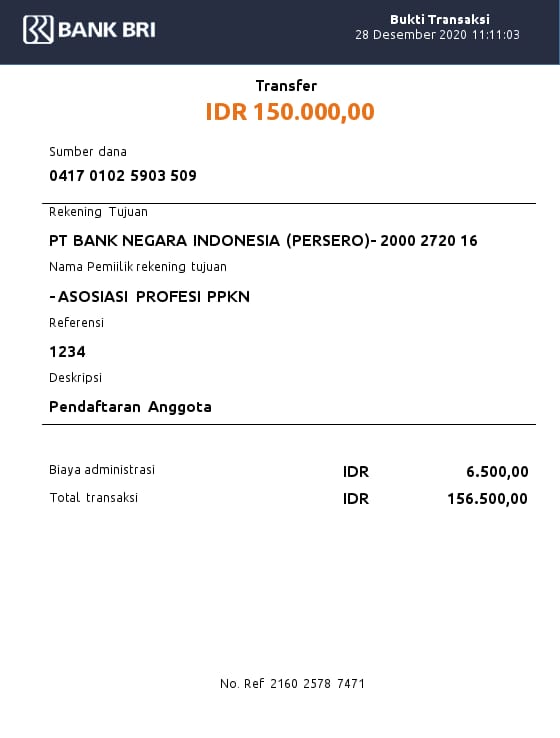 BANK BRI
Bukti Transaksi
28 Desember 2020 11:11:03
Transfer
IDR 150.000,00
Sumber dana
0417 0102 5903 509
Rekening Tujuan
PT BANK NEGARA INDONESIA (PERSERO)- 2000 2720 16
Nama Pemiilik rekening tujuan
- ASOSIASI PROFESI PPKN
Referensi
1234
Deskripsi
Pendaftaran Anggota
Biaya administrasi IDR 6.500,00
Total transaksi IDR 156.500,00
No. Ref 2160 2578 7471